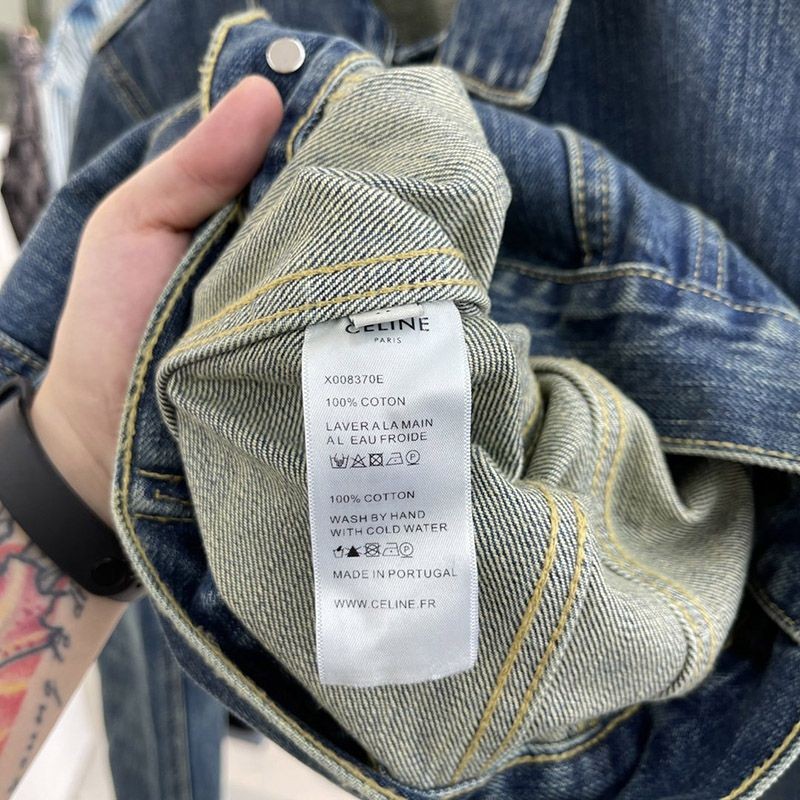 CELINE
PARIS
X008370E
100% COTON
LAVER A LA MAIN
A L EAU FROIDE
P
100% COTTON
WASH BY HAND
WITH COLD WATER
P
MADE IN PORTUGAL
WWW.CELINE.FR